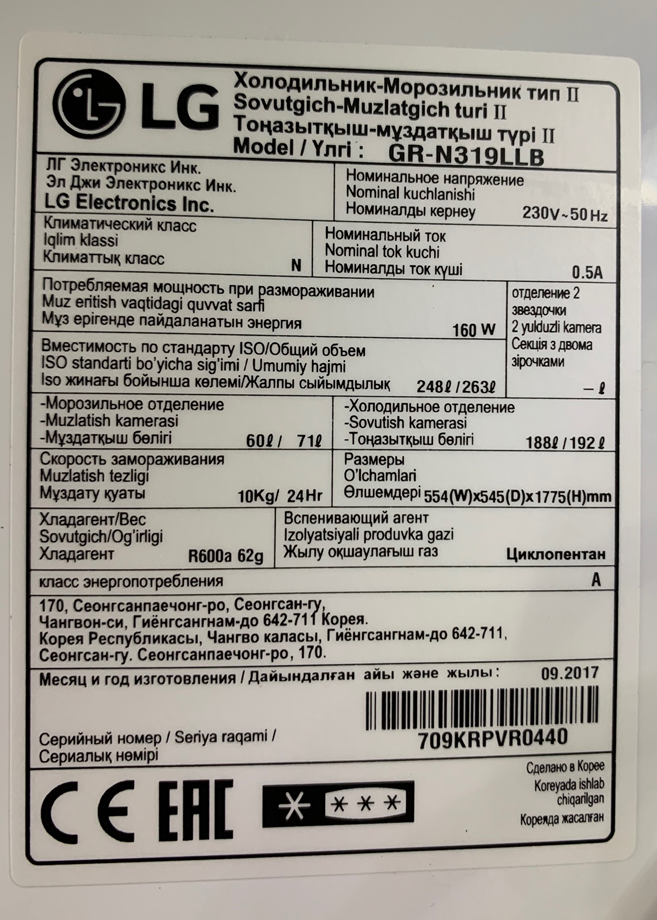 LG
Холодильник-Морозильник тип II
Sovutgich-Muzlatgich turi II
Тоңазытқыш-мұздатқыш түрі II
Model / Үлгі : GR-N319LLB
ЛГ Электроникс Инк.
Эл Джи Электроникс Инк.
LG Electronics Inc.
Номинальное напряжение
Nominal kuchlanishi
Номиналды кернеу 230V~50Hz
Климатический класс
Iqlim klassi
Климаттық класс N
Номинальный ток
Nominal tok kuchi
Номиналды ток күші 0.5A
Потребляемая мощность при размораживании
Muz eritish vaqtidagi quvvat sarfi
Мұз ерігенде пайдаланатын энергия 160 W
отделение 2
звездочки
2 yulduzli kamera
Секція з двома
зірочками
– ℓ
Вместимость по стандарту ISO/Общий объем
ISO standarti bo'yicha sig'imi / Umumiy hajmi
Iso жинағы бойынша көлемі/Жалпы сыйымдылық 248ℓ/263ℓ
-Морозильное отделение
-Muzlatish kamerasi
-Мұздатқыш бөлігі 60ℓ/ 71ℓ
-Холодильное отделение
-Sovutish kamerasi
-Тоңазытқыш бөлігі 188ℓ/192ℓ
Скорость замораживания
Muzlatish tezligi
Мұздату қуаты 10Kg/ 24Hr
Размеры
O'lchamlari
Өлшемдері 554(W)x545(D)x1775(H)mm
Хладагент/Вес
Sovutgich/Og'irligi
Хладагент R600a 62g
Вспенивающий агент
Izolyatsiyali produvka gazi
Жылу оқшаулағыш газ Циклопентан
класс энергопотребления A
170, Сеонгсанпаечонг-ро, Сеонгсан-гу,
Чангвон-си, Гиёнгсангнам-до 642-711 Корея.
Корея Республикасы, Чангво каласы, Гиёнгсангнам-до 642-711,
Сеонгсан-гу. Сеонгсанпаечонг-ро, 170.
Месяц и год изготовления / Дайындалған айы және жылы: 09.2017
709KRPVR0440
Серийный номер / Seriya raqami /
Сериалық нөмірі
Сделано в Корее
Koreyada ishlab
chiqarilgan
Кореяда жасалған
CE EAC